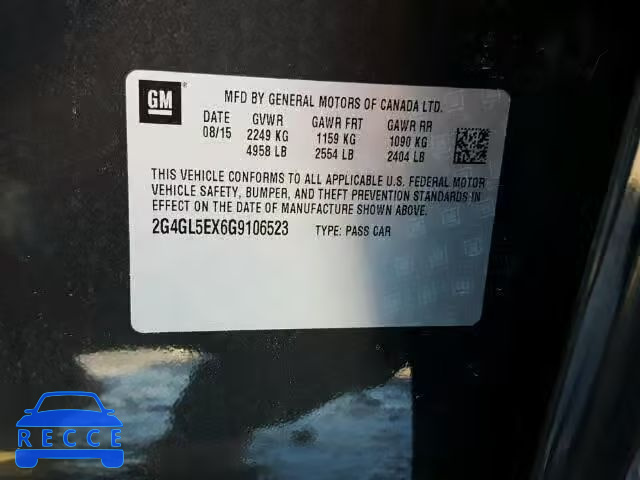 GM
MFD BY GENERAL MOTORS OF CANADA LTD.
DATE GVWR GAWR FRT GAWR RR
08/15 2249 KG 1159 KG 1090 KG
4958 LB 2554 LB 2404 LB
THIS VEHICLE CONFORMS TO ALL APPLICABLE U.S. FEDERAL MOTOR
VEHICLE SAFETY, BUMPER, AND THEFT PREVENTION STANDARDS IN
EFFECT ON THE DATE OF MANUFACTURE SHOWN ABOVE.
2G4GL5EX6G9106523 TYPE: PASS CAR
RECCE